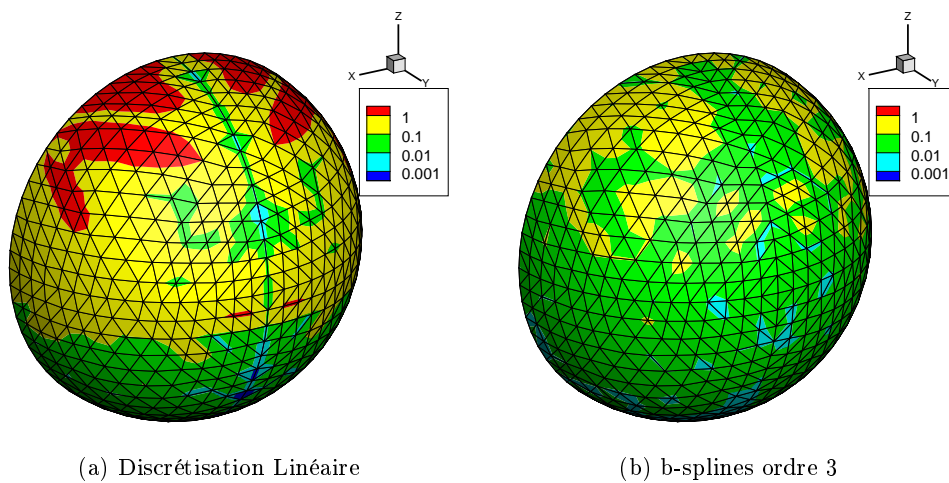 Z
X
Y
1
0.1
0.01
0.001
Z
X
Y
1
0.1
0.01
0.001
(a) Discrétisation Linéaire
(b) b-splines ordre 3